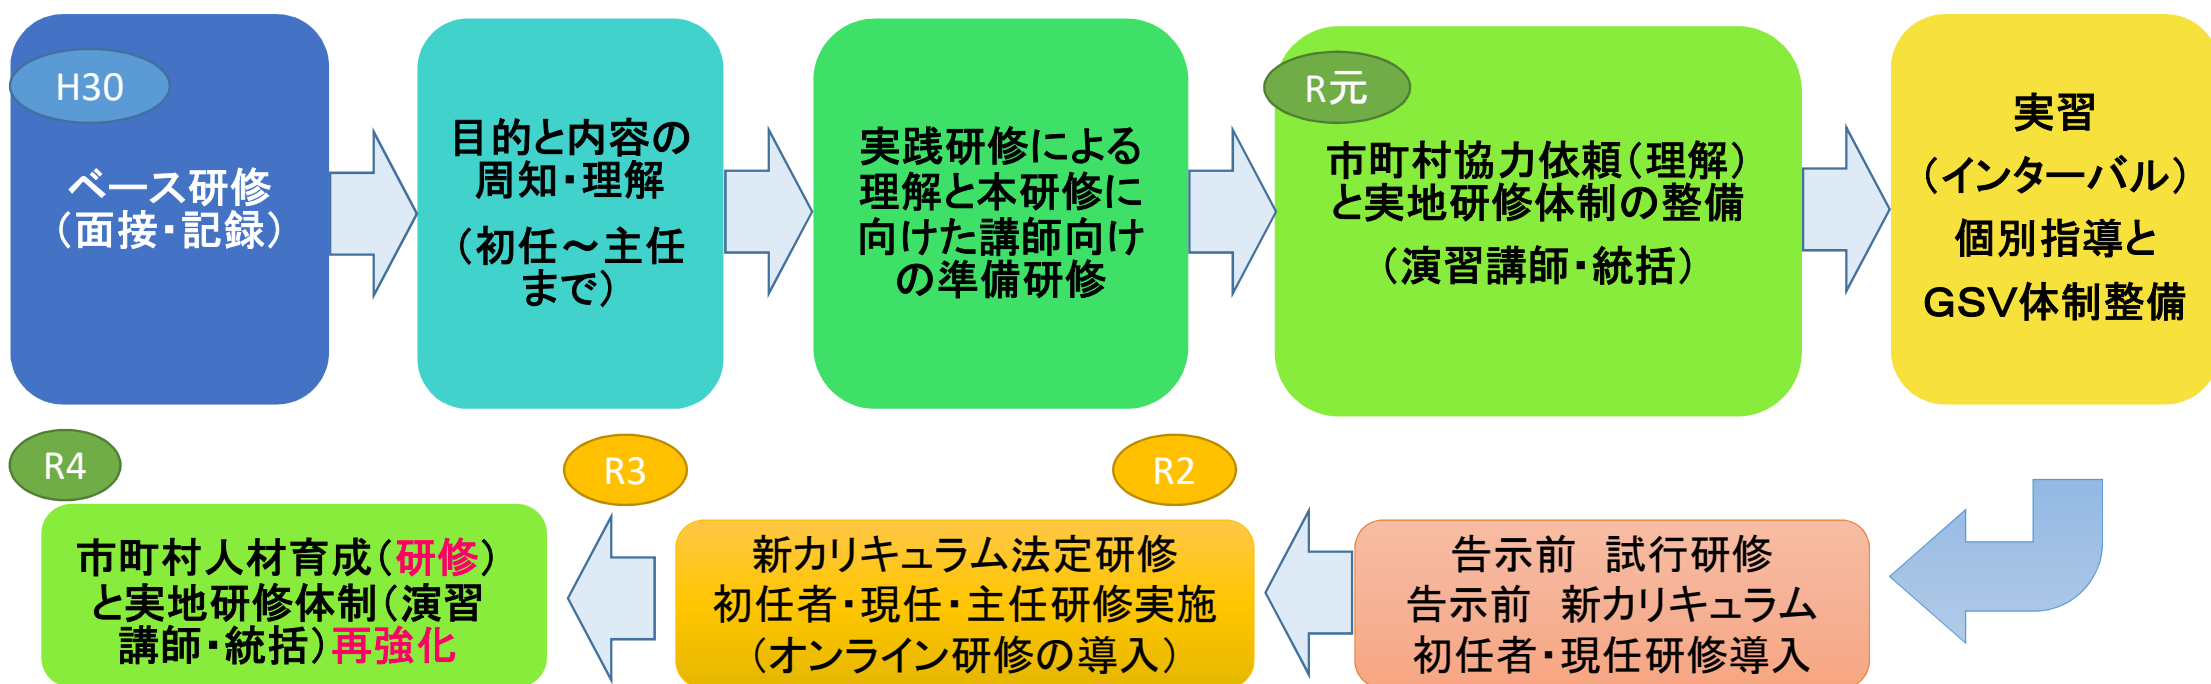 H30
ベース研修
（面接・記録）
目的と内容の
周知・理解
（初任～主任
まで）
実践研修による
理解と本研修に
向けた講師向け
の準備研修
R元
市町村協力依頼（理解）
と実地研修体制の整備
（演習講師・統括）
実習
（インターバル）
個別指導と
GSV体制整備
R2
告示前　試行研修
告示前　新カリキュラム
初任者・現任研修導入
R3
新カリキュラム法定研修
初任者・現任・主任研修実施
（オンライン研修の導入）
R4
市町村人材育成（研修）
と実地研修体制（演習
講師・統括）再強化